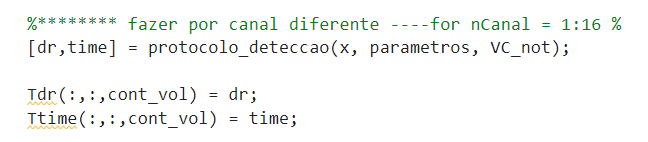 %******** fazer por canal diferente ----for nCanal = 1:16 %
[dr,time] = protocolo_deteccao(x, parametros, VC_not);
Tdr(:,:,cont_vol) = dr;
Ttime(:,:,cont_vol) = time;